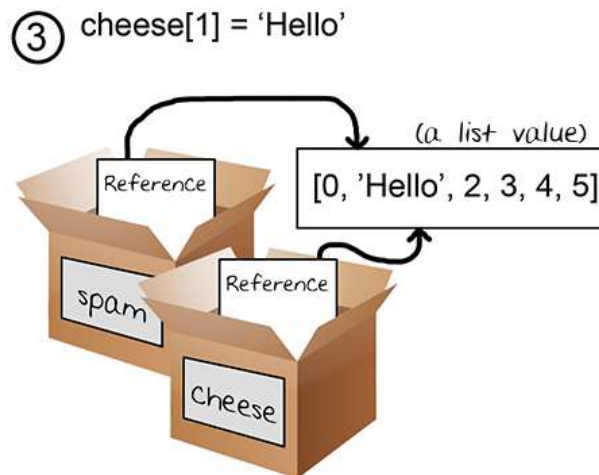 ③ cheese[1] = ‘Hello’
(a list value)
[0, 'Hello', 2, 3, 4, 5]
Reference
Reference
spam
cheese